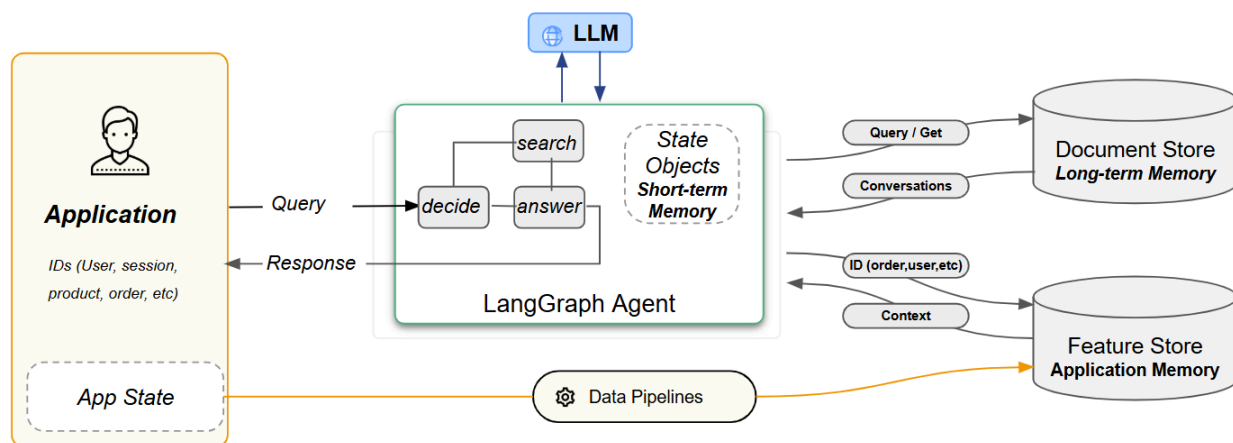 LLM
Application
IDs (User, session,
product, order, etc)
App State
Query
Response
search
decide
answer
State
Objects
Short-term
Memory
LangGraph Agent
Query / Get
Conversations
Document Store
Long-term Memory
ID (order,user,etc)
Context
Feature Store
Application Memory
Data Pipelines